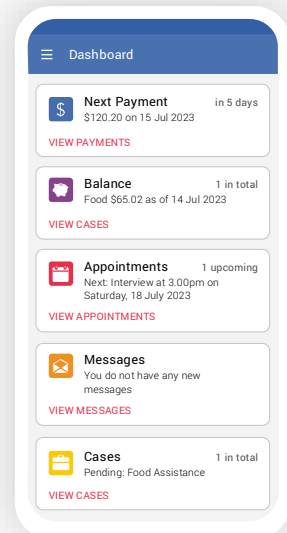 Dashboard
Next Payment in 5 days
$120.20 on 15 Jul 2023
VIEW PAYMENTS
Balance 1 in total
Food $65.02 as of 14 Jul 2023
VIEW CASES
Appointments 1 upcoming
Next: Interview at 3.00pm on
Saturday, 18 July 2023
VIEW APPOINTMENTS
Messages
You do not have any new
messages
VIEW MESSAGES
Cases 1 in total
Pending: Food Assistance
VIEW CASES